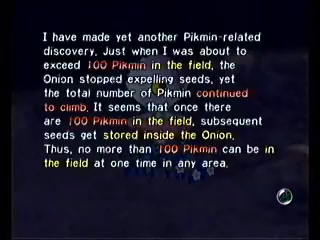 I have made yet another Pikmin-related
discovery. Just when I was about to
exceed 100 Pikmin in the field, the
Onion stopped expelling seeds, yet
the total number of Pikmin continued
to climb. It seems that once there
are 100 Pikmin in the field, subsequent
seeds get stored inside the Onion.
Thus, no more than 100 Pikmin can be in
the field at one time in any area.